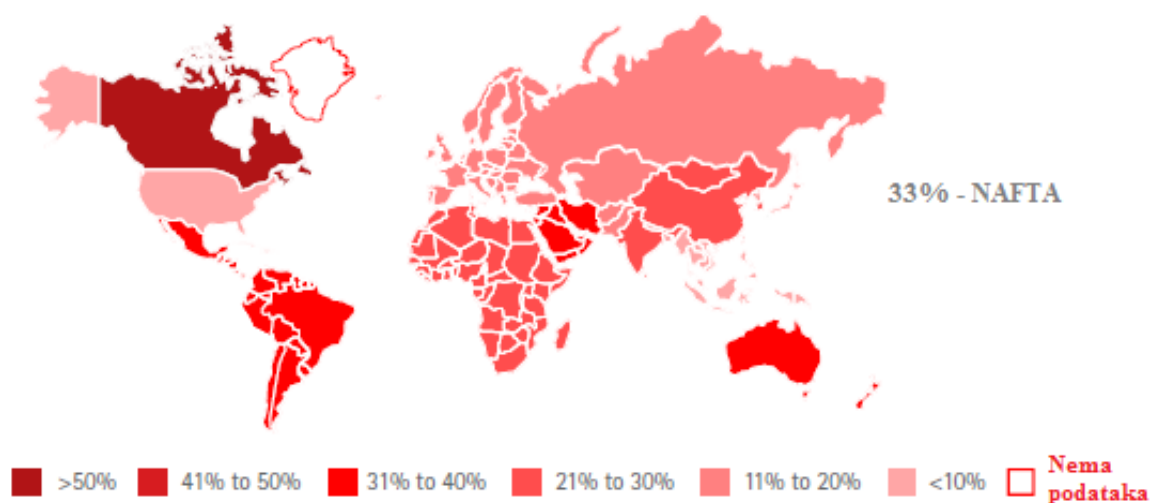 33% - NAFTA
>50% 41% to 50% 31% to 40% 21% to 30% 11% to 20% <10% Nema
podataka